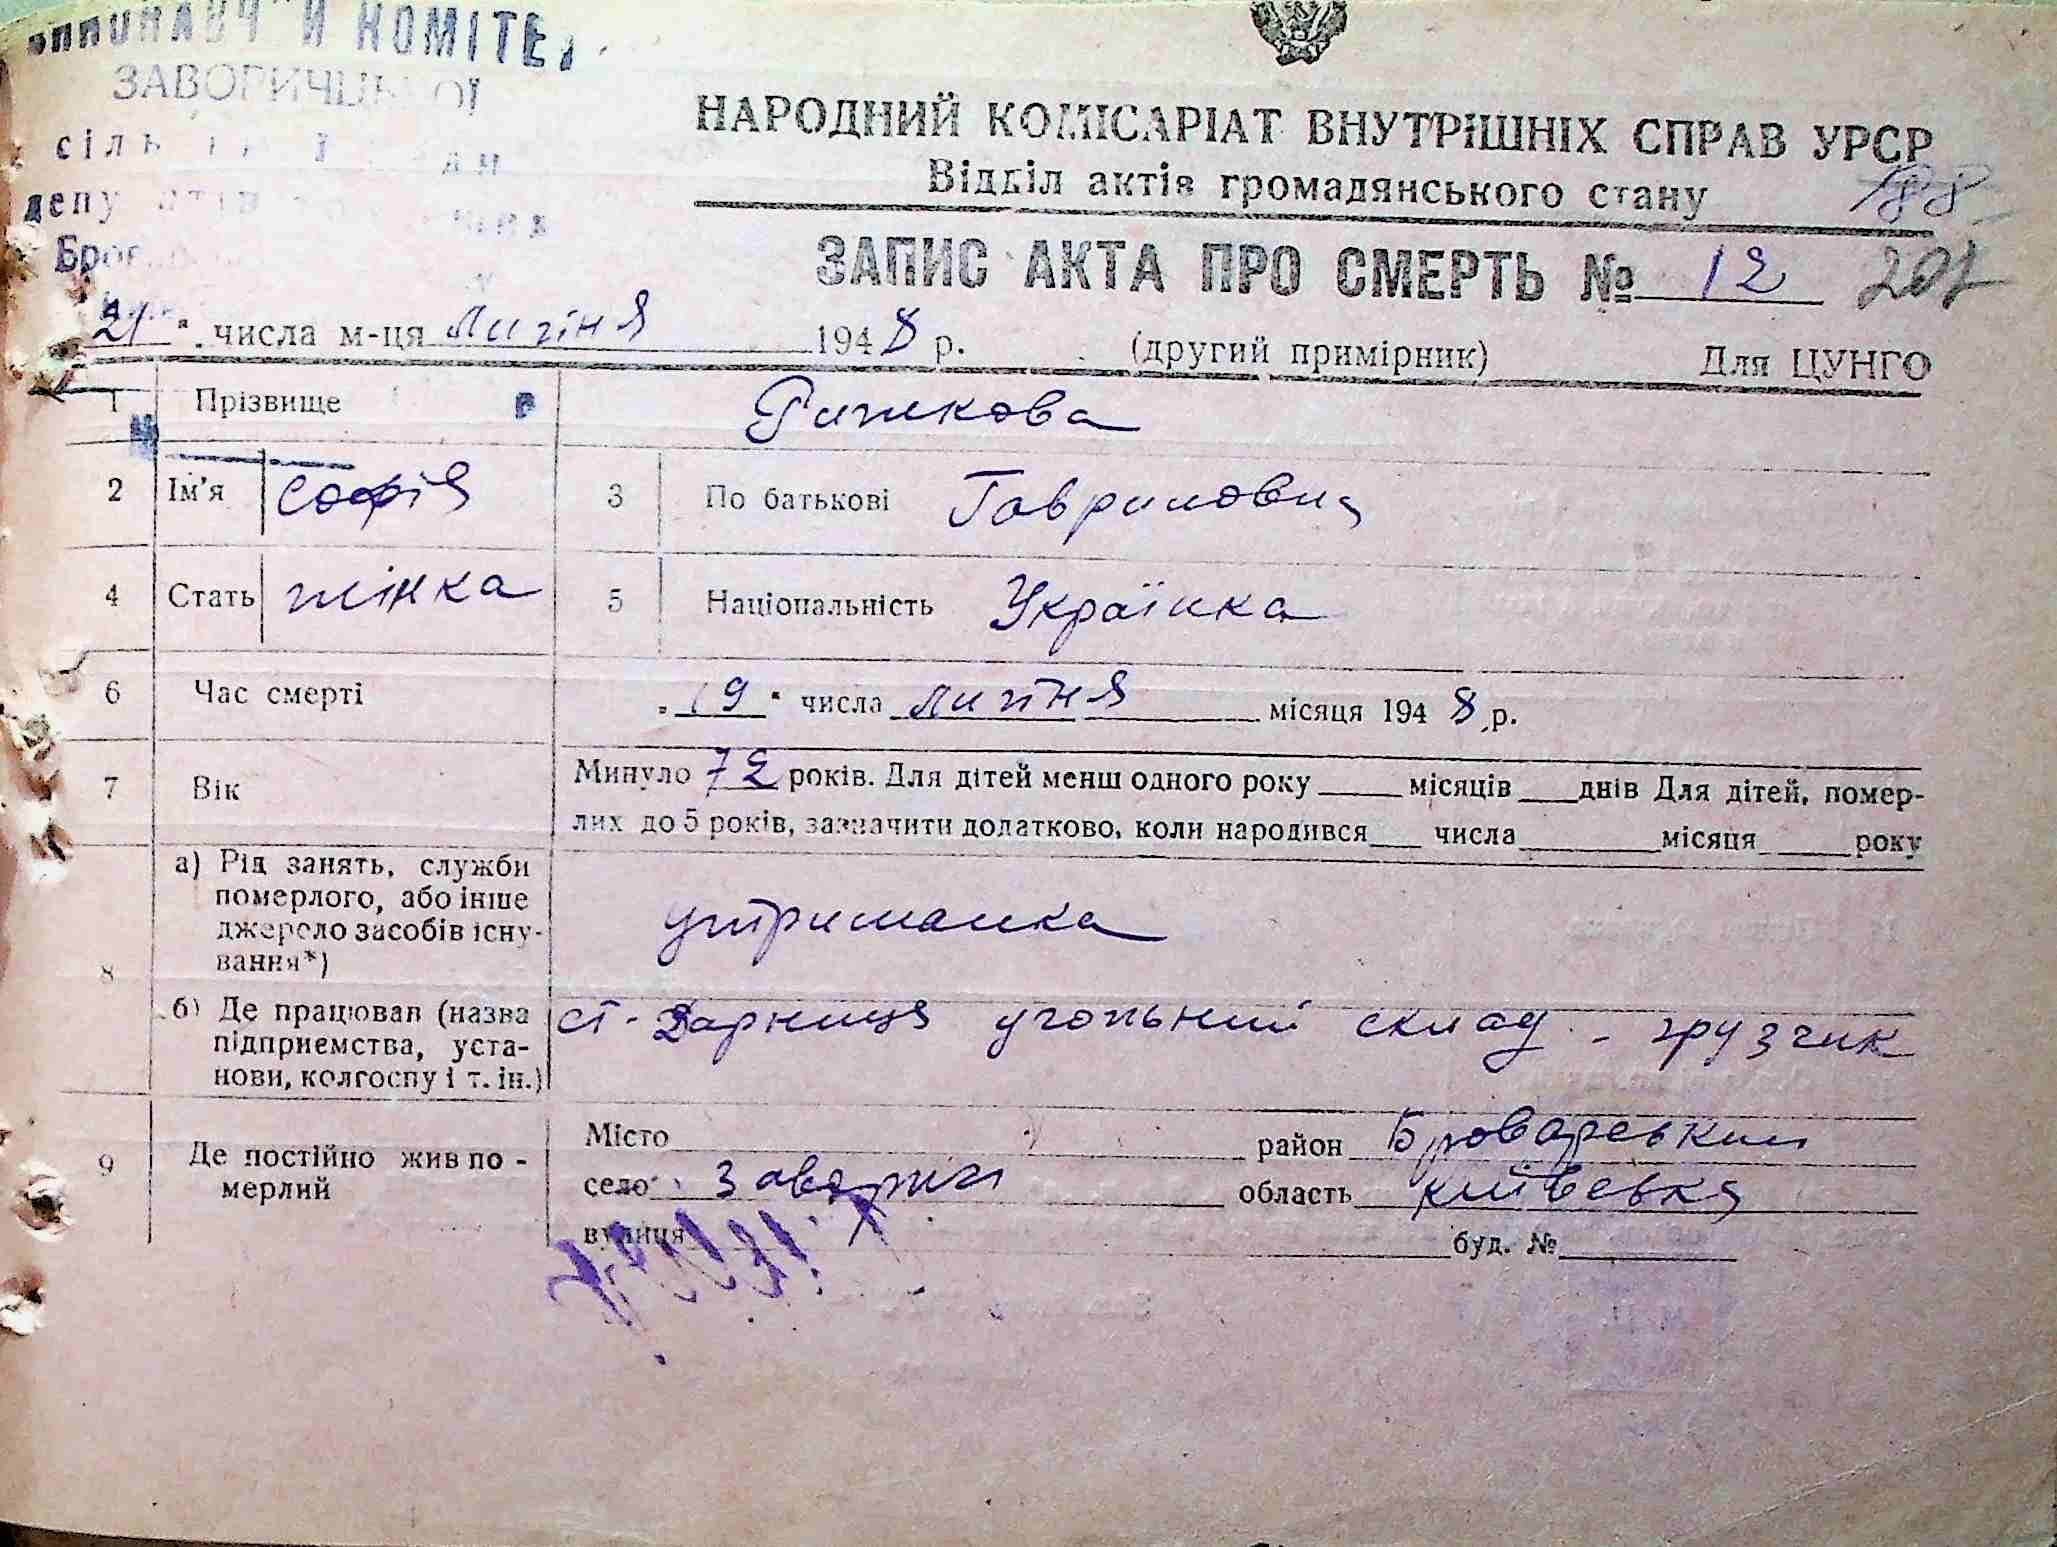 ВИКОНАВЧ И КОМІТЕТ
ЗАВОРИЧЦЬКОЇ
НАРОДНИЙ КОМІСАРІАТ ВНУТРІШНІХ СПРАВ УРСР
Відділ актів громадянського стану 188
ЗАПИС АКТА ПРО СМЕРТЬ № 12 207
21 " числа м-ця липня 1948 р. (другий примірник) Для ЦУНГО
1 Прізвище Рижкова
2 Ім'я Софія 3 По батькові Гавриловна
4 Стать жінка 5 Національність Українка
6 Час смерті „19" числа липня місяця 1948 р.
7 Вік Минуло 72 років. Для дітей менш одного року місяців днів Для дітей, помер-
лих до 5 років, зазначити додатково, коли народився числа місяця року
8 а) Рід занять, служби
померлого, або інше
джерело засобів існу-
вання*) утриманка
б) Де працював (назва
підприємства, уста-
нови, колгоспу і т. ін.) ст. Дарниця угольний склад - грузчик
9 Де постійно жив по-
мерлий
Місто район Броварський
село Заворичі область київська
вулиця буд. №